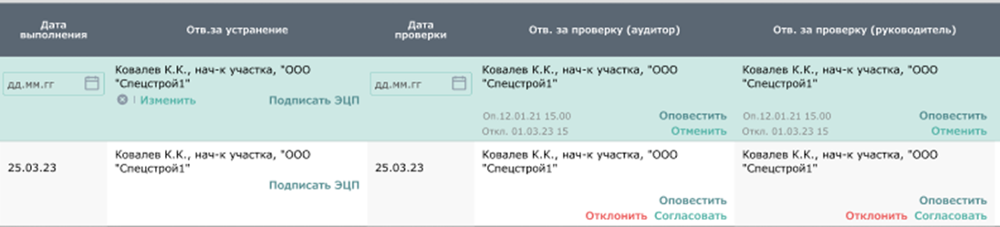 Дата
выполнения
Отв.за устранение
Дата
проверки
Отв. за проверку (аудитор)
Отв. за проверку (руководитель)
дд.мм.гг
Ковалев К.К., нач-к участка, "ООО
"Спецстрой1"
Изменить
Подписать ЭЦП
дд.мм.гг
Ковалев К.К., нач-к участка, "ООО
"Спецстрой1"
Оп.12.01.21 15.00
Оповестить
Откл. 01.03.23 15
Отменить
Ковалев К.К., нач-к участка, "ООО
"Спецстрой1"
Оп.12.01.21 15.00
Оповестить
Откл. 01.03.23 15
Отменить
25.03.23
Ковалев К.К., нач-к участка, "ООО
"Спецстрой1"
Подписать ЭЦП
25.03.23
Ковалев К.К., нач-к участка, "ООО
"Спецстрой1"
Оповестить
Отклонить Согласовать
Ковалев К.К., нач-к участка, "ООО
"Спецстрой1"
Оповестить
Отклонить Согласовать